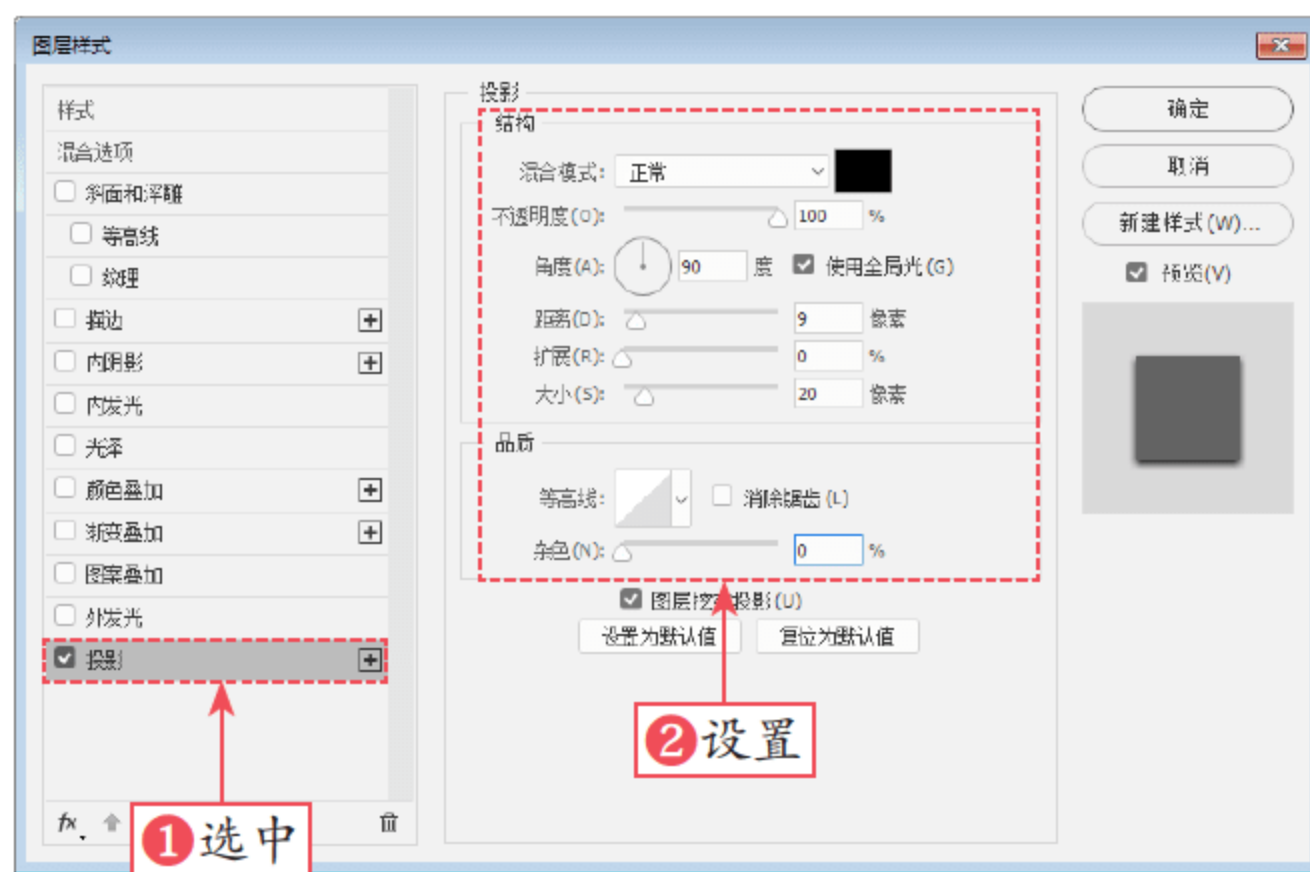 图层样式
样式
混合选项
斜面和浮雕
等高线
纹理
描边
内阴影
内发光
光泽
颜色叠加
渐变叠加
图案叠加
外发光
投影
fx
1选中
投影
结构
混合模式: 正常
不透明度(O): 100 %
角度(A): 90 度 使用全局光(G)
距离(D): 9 像素
扩展(R): 0 %
大小(S): 20 像素
品质
等高线: 消除锯齿(L)
杂色(N): 0 %
图层挖空投影(U)
设置为默认值 复位为默认值
2设置
确定
取消
新建样式(W)...
预览(V)